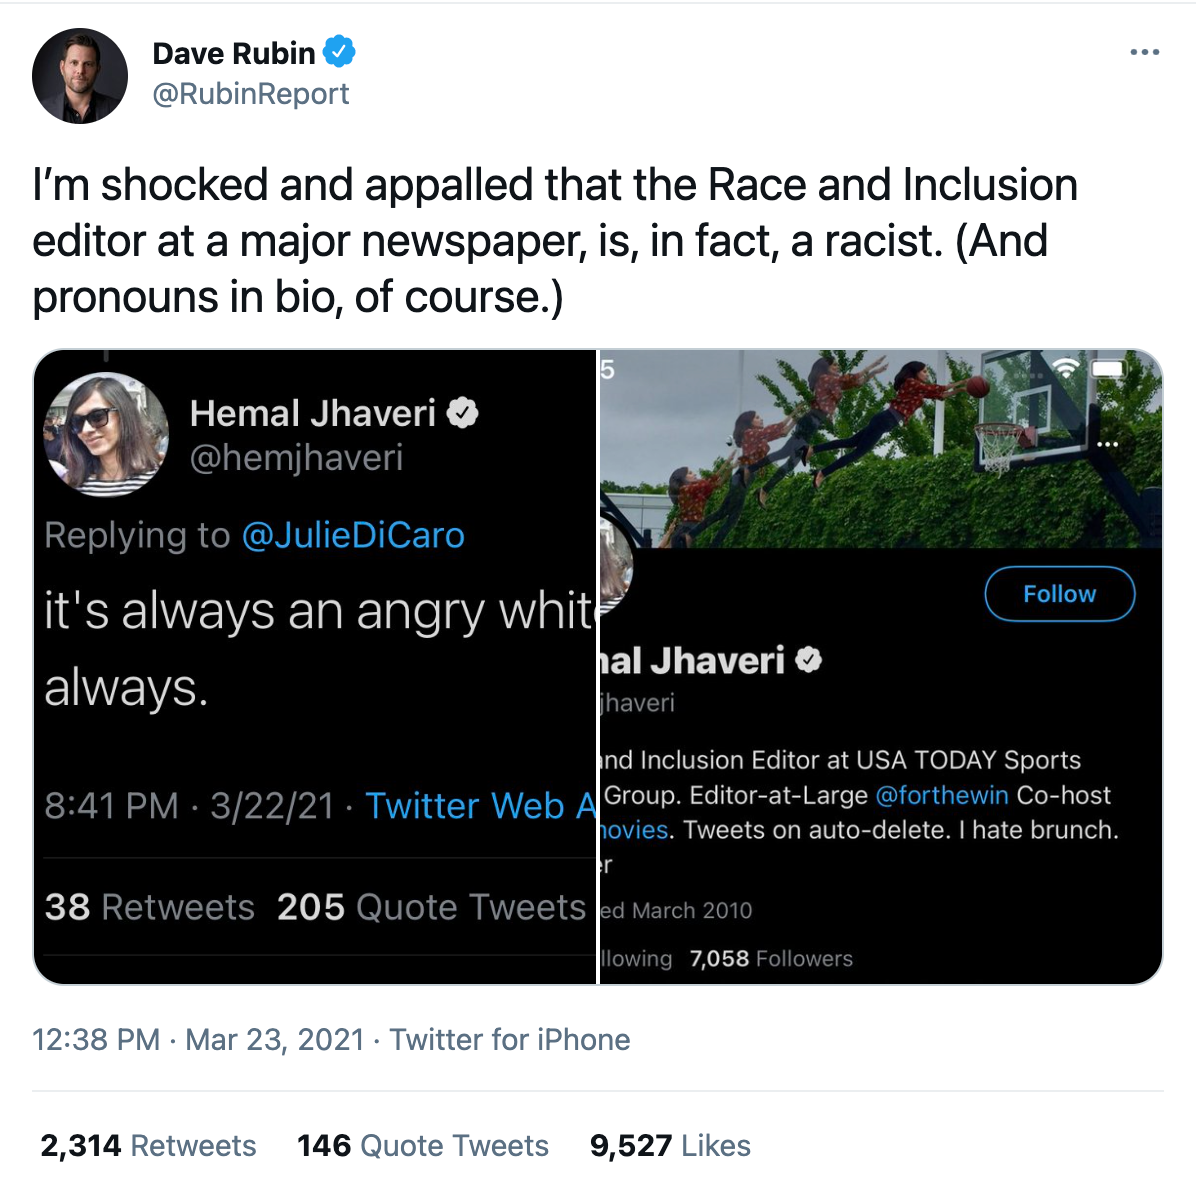 Dave Rubin
@RubinReport
I'm shocked and appalled that the Race and Inclusion
editor at a major newspaper, is, in fact, a racist. (And
pronouns in bio, of course.)
Hemal Jhaveri
@hemjhaveri
Replying to @JulieDiCaro
it's always an angry whit
always.
8:41 PM · 3/22/21 · Twitter Web A
38 Retweets 205 Quote Tweets
5
Follow
al Jhaveri
jhaveri
nd Inclusion Editor at USA TODAY Sports
Group. Editor-at-Large @forthewin Co-host
ovies. Tweets on auto-delete. I hate brunch.
r
ed March 2010
llowing 7,058 Followers
12:38 PM · Mar 23, 2021 · Twitter for iPhone
2,314 Retweets 146 Quote Tweets 9,527 Likes